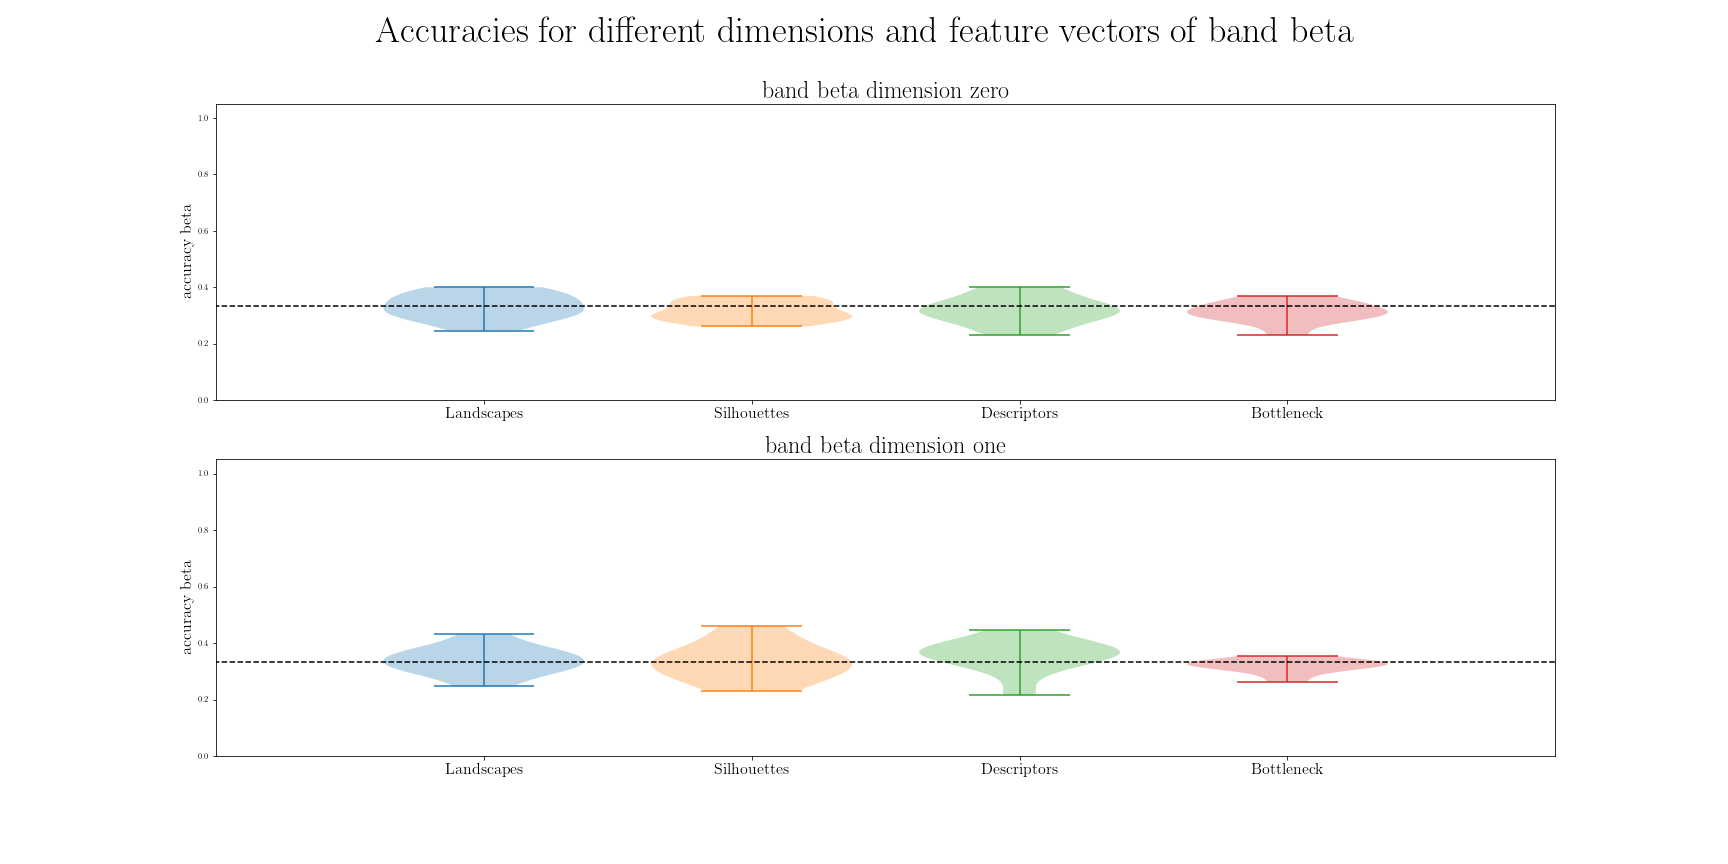 Accuracies for different dimensions and feature vectors of band beta
band beta dimension zero
1.0
0.8
0.6
0.4
0.2
0.0
accuracy beta
Landscapes Silhouettes Descriptors Bottleneck
band beta dimension one
1.0
0.8
0.6
0.4
0.2
0.0
accuracy beta
Landscapes Silhouettes Descriptors Bottleneck